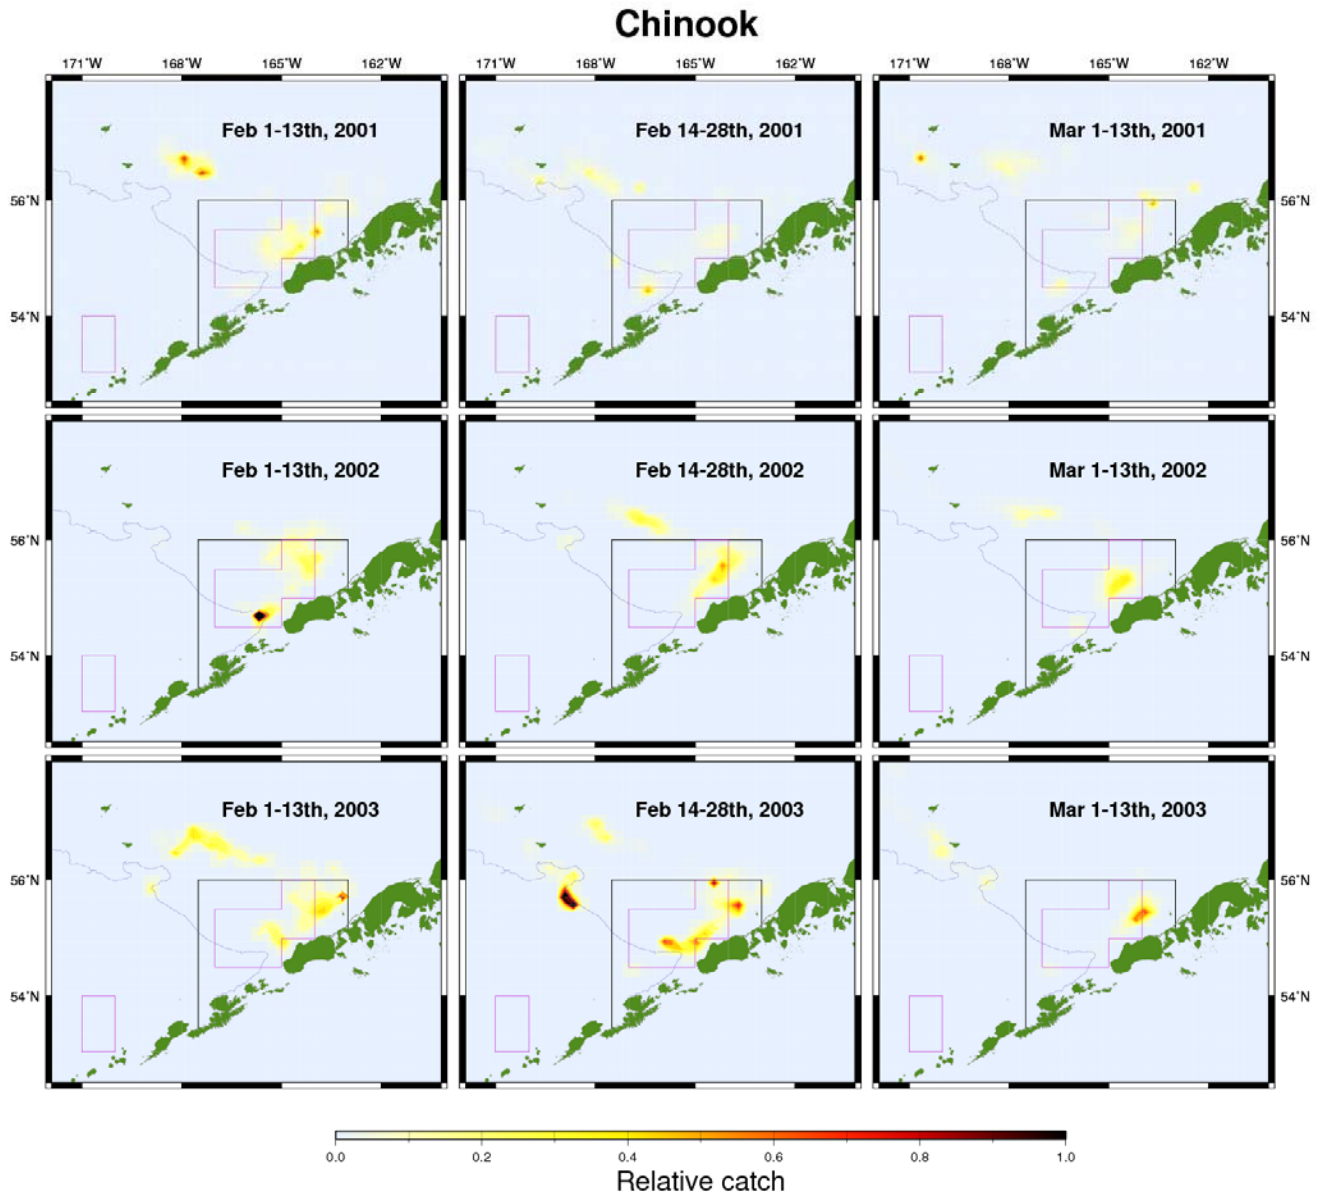 Chinook
171°W 168°W 165°W 162°W 171°W 168°W 165°W 162°W 171°W 168°W 165°W 162°W
Feb 1-13th, 2001 Feb 14-28th, 2001 Mar 1-13th, 2001
56°N 56°N
54°N 54°N
Feb 1-13th, 2002 Feb 14-28th, 2002 Mar 1-13th, 2002
56°N 56°N
54°N 54°N
Feb 1-13th, 2003 Feb 14-28th, 2003 Mar 1-13th, 2003
56°N 56°N
54°N 54°N
0.0 0.2 0.4 0.6 0.8 1.0
Relative catch